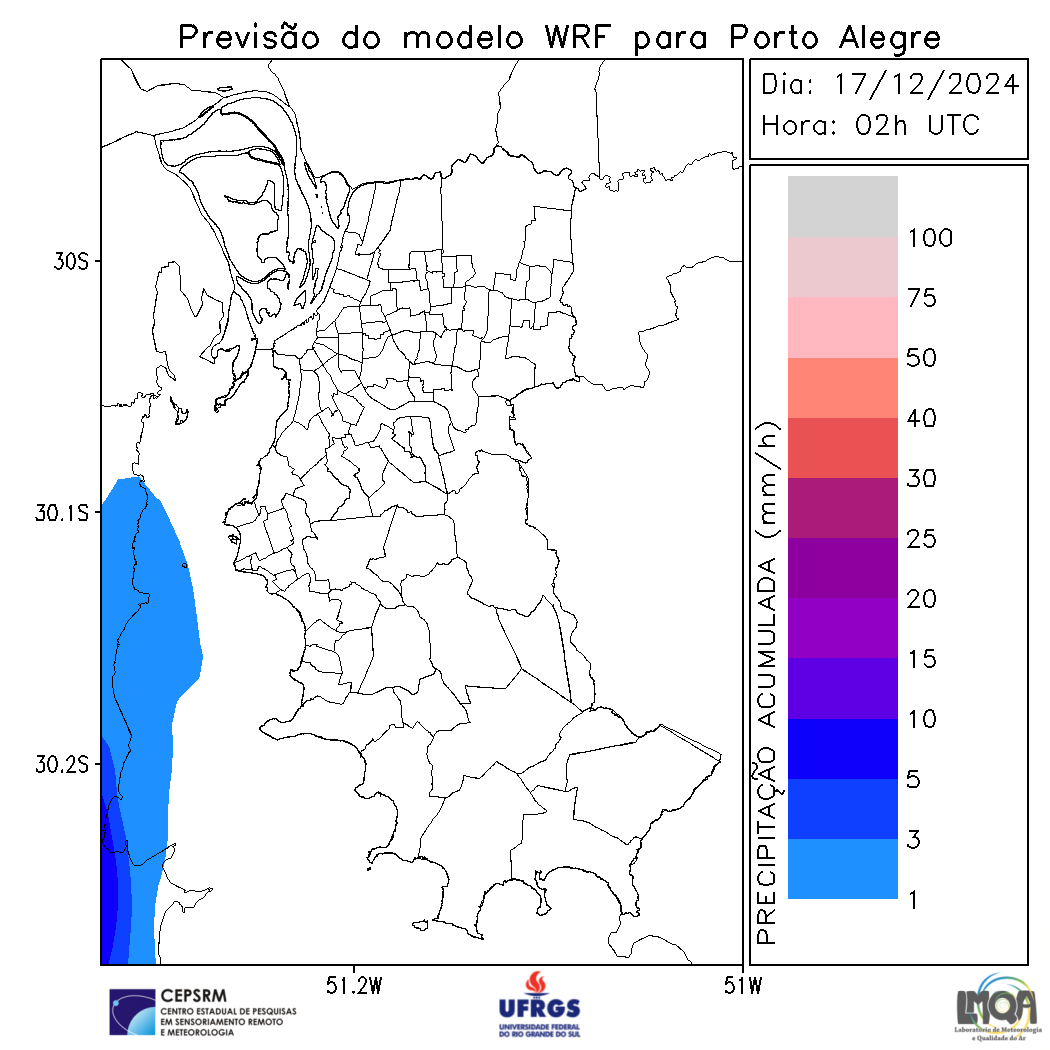 Previsão do modelo WRF para Porto Alegre
Dia: 17/12/2024
Hora: 02h UTC
30S
30.1S
30.2S
51.2W
51W
PRECIPITAÇÃO ACUMULADA (mm/h)
100
75
50
40
30
25
20
15
10
5
3
1
CEPSRM
CENTRO ESTADUAL DE PESQUISAS
EM SENSORIAMENTO REMOTO
E METEOROLOGIA
UFRGS
UNIVERSIDADE FEDERAL
DO RIO GRANDE DO SUL
LMQA
Laboratório de Meteorologia
e Qualidade do Ar